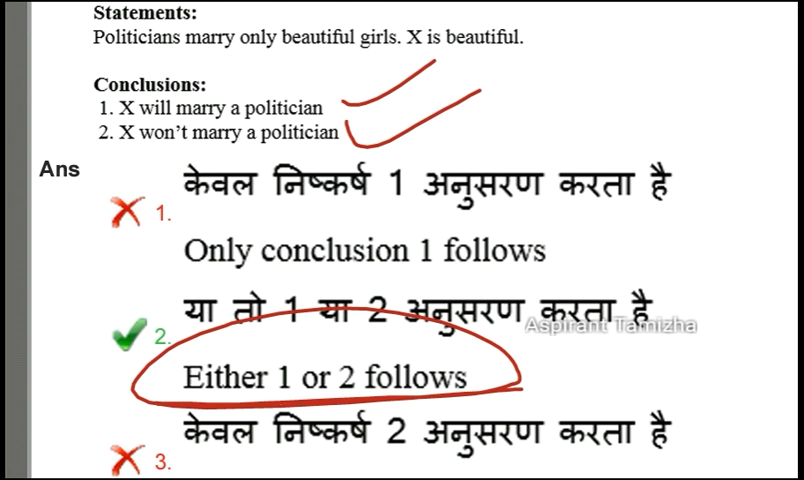 Statements:
Politicians marry only beautiful girls. X is beautiful.
Conclusions:
1. X will marry a politician
2. X won't marry a politician
Ans
केवल निष्कर्ष 1 अनुसरण करता है
1.
Only conclusion 1 follows
या तो 1 या 2 अनुसरण करता है
Aspirant Tamizha
2.
Either 1 or 2 follows
केवल निष्कर्ष 2 अनुसरण करता है
3.